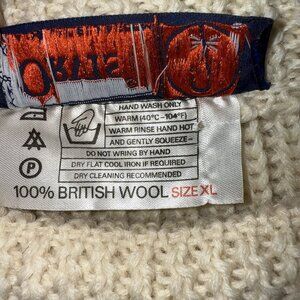 HAND WASH ONLY
WARM (40°C -104°F)
WARM RINSE HAND HOT
AND GENTLY SQUEEZE -
DO NOT WRING BY HAND
DRY FLAT COOL IRON IF REQUIRED
DRY CLEANING RECOMMENDED
P
100% BRITISH WOOL SIZE XL